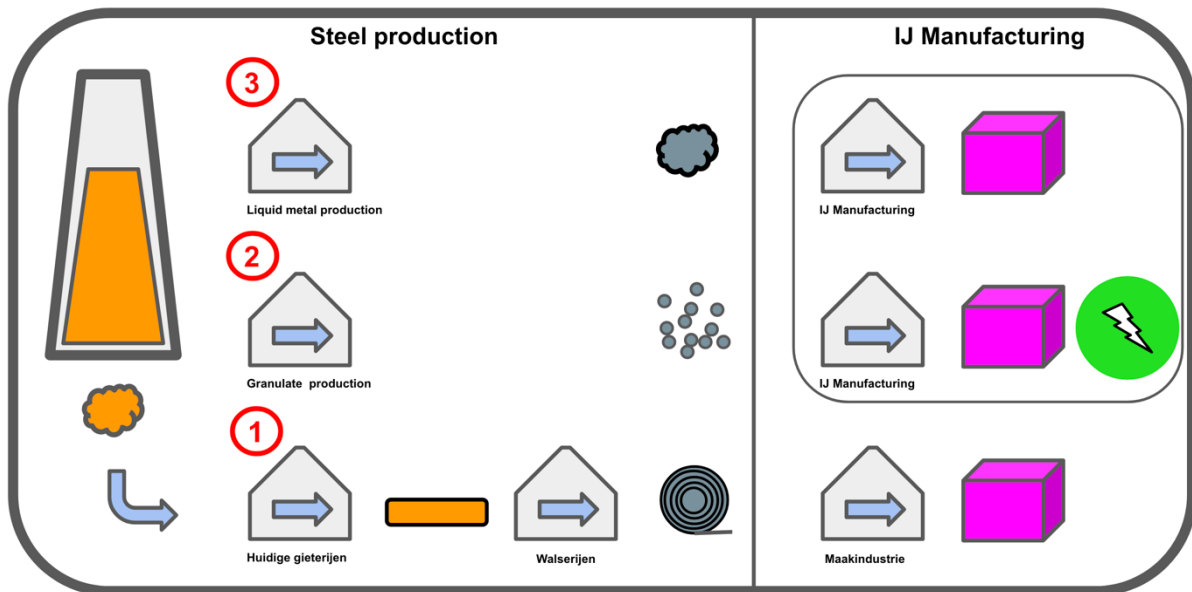 Steel production
IJ Manufacturing
3
Liquid metal production
IJ Manufacturing
2
Granulate production
IJ Manufacturing
1
Huidige gieterijen
Walserijen
Maakindustrie